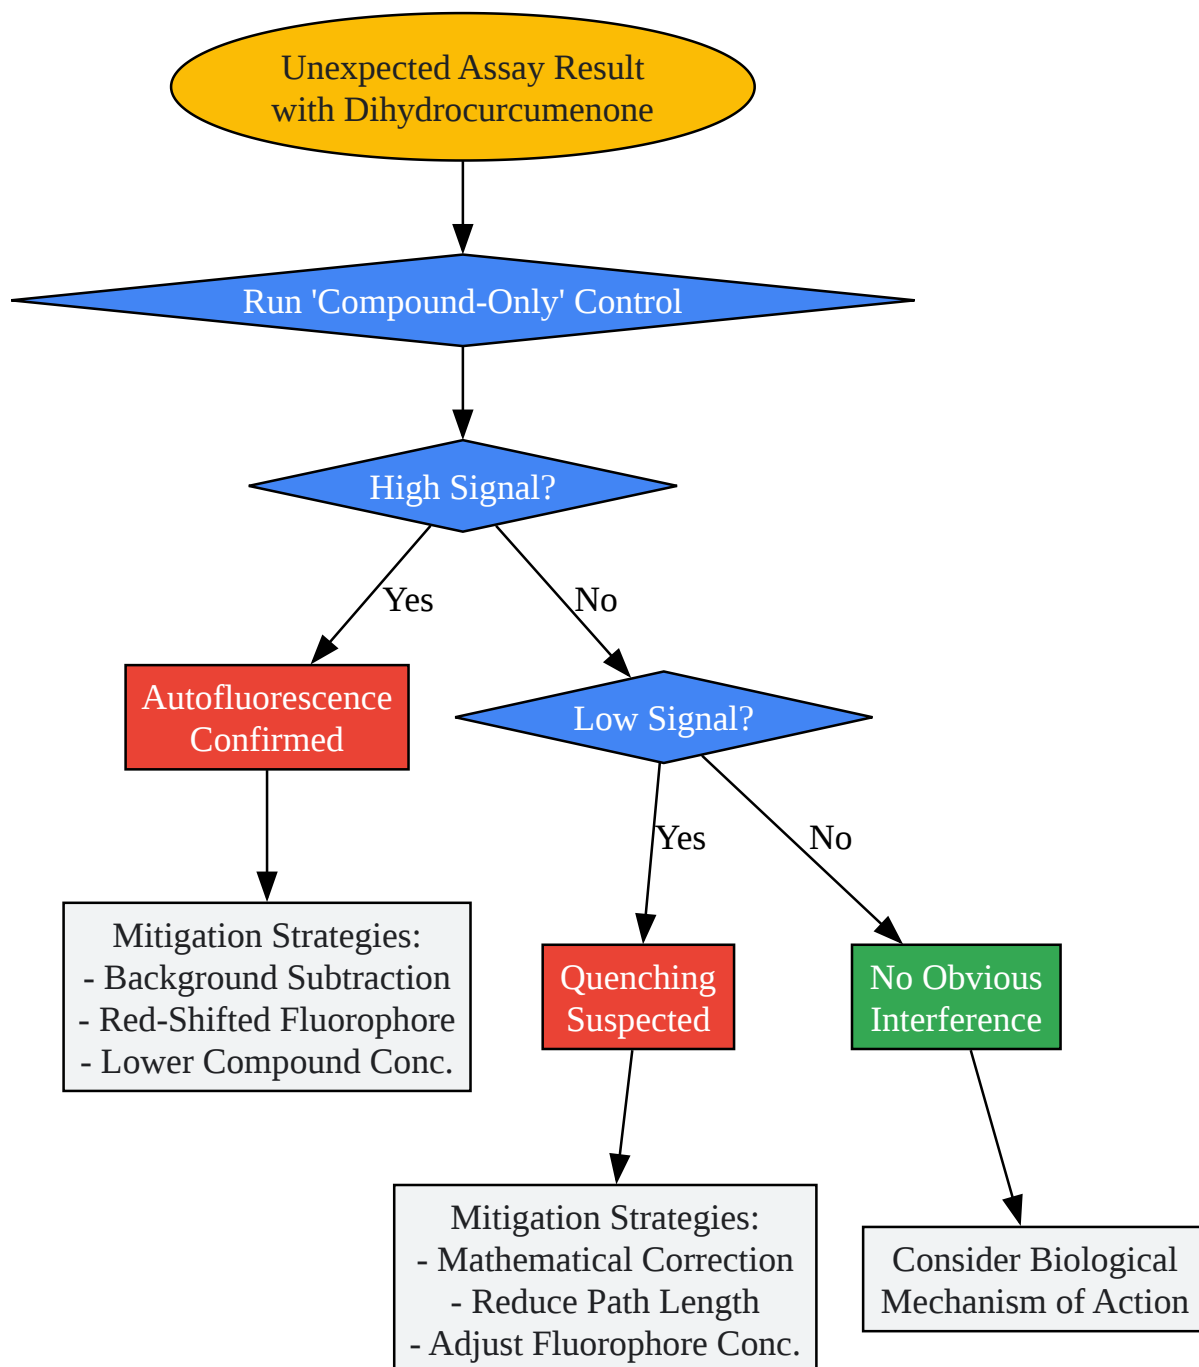 Unexpected Assay Result
with Dihydrocurcumenone
Run 'Compound-Only' Control
High Signal?
Yes
No
Autofluorescence
Confirmed
Low Signal?
Yes
No
Mitigation Strategies:
- Background Subtraction
- Red-Shifted Fluorophore
- Lower Compound Conc.
Quenching
Suspected
No Obvious
Interference
Mitigation Strategies:
- Mathematical Correction
- Reduce Path Length
- Adjust Fluorophore Conc.
Consider Biological
Mechanism of Action